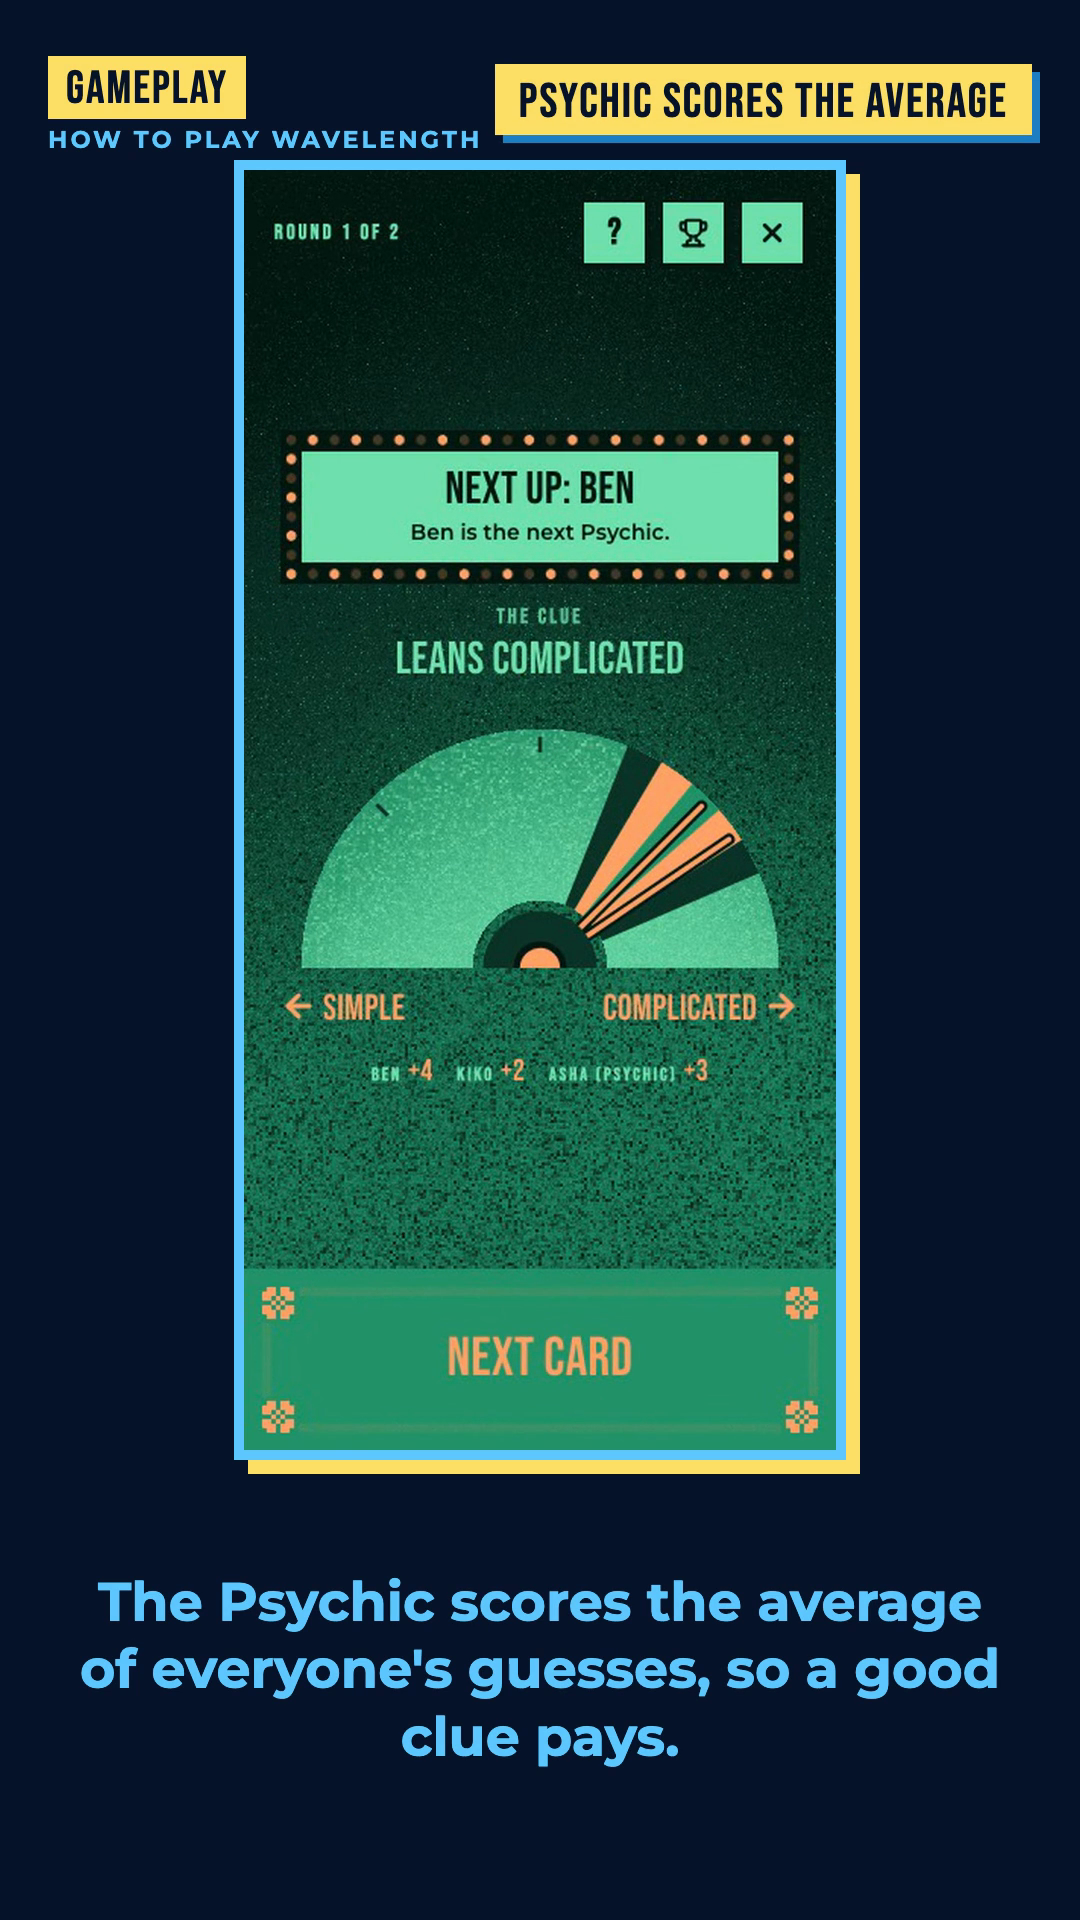 GAMEPLAY
HOW TO PLAY WAVELENGTH
PSYCHIC SCORES THE AVERAGE
ROUND 1 OF 2
?
NEXT UP: BEN
Ben is the next Psychic.
THE CLUE
LEANS COMPLICATED
← SIMPLE
COMPLICATED →
BEN +4 KIKO +2 ASHA (PSYCHIC) +3
NEXT CARD
The Psychic scores the average
of everyone's guesses, so a good
clue pays.